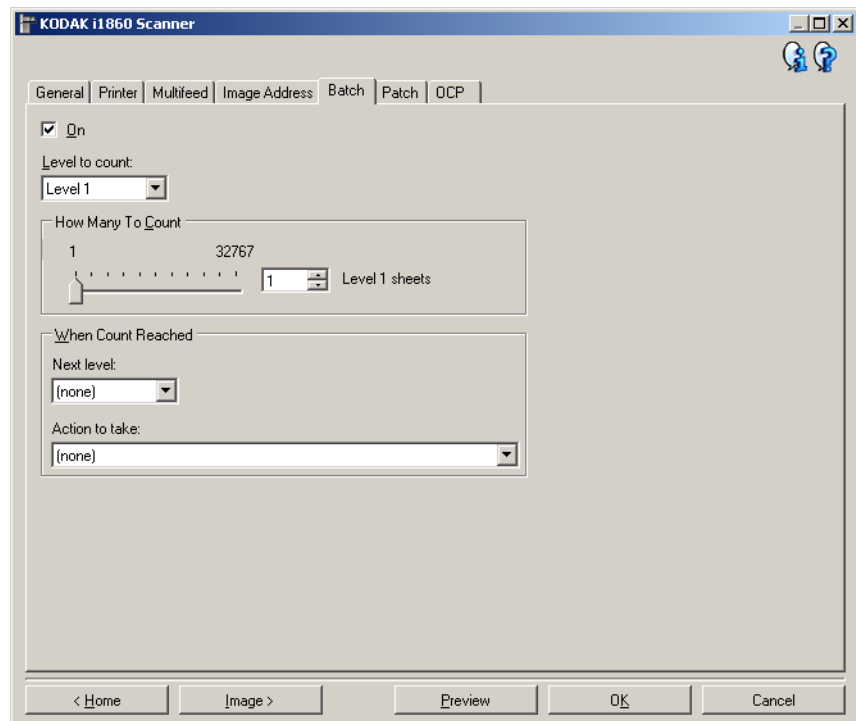 KODAK i1860 Scanner
General Printer Multifeed Image Address Batch Patch OCP
On
Level to count:
Level 1
How Many To Count
1 32767
1 Level 1 sheets
When Count Reached
Next level:
(none)
Action to take:
(none)
< Home Image > Preview OK Cancel